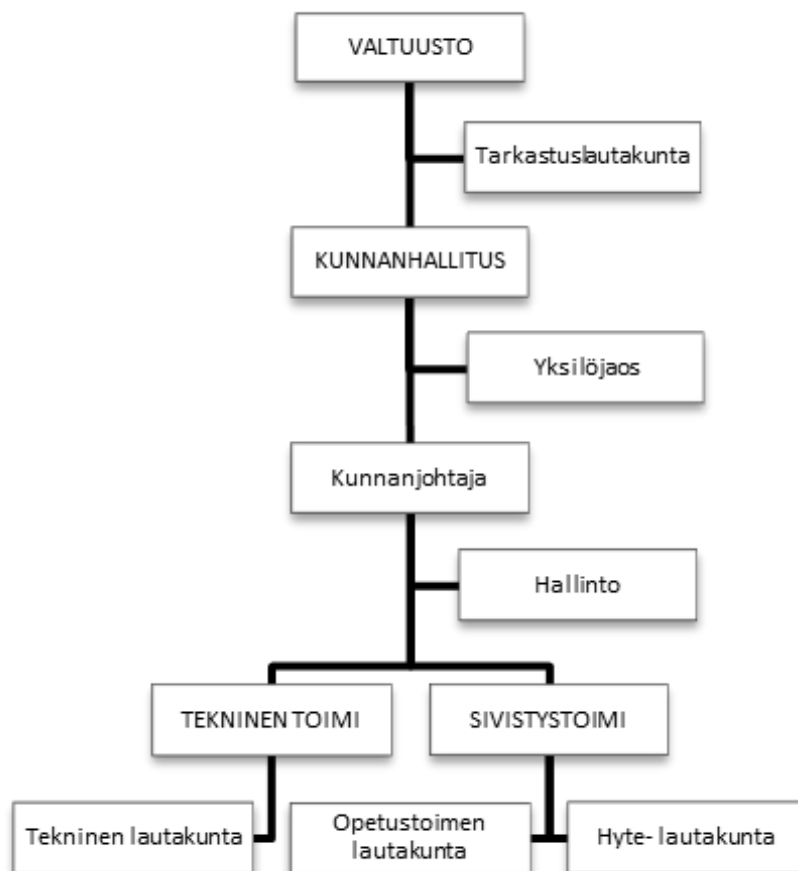 VALTUUSTO
Tarkastuslautakunta
KUNNANHALLITUS
Yksilöjaos
Kunnanjohtaja
Hallinto
TEKNINEN TOIMI
SIVISTYSTOIMI
Tekninen lautakunta
Opetustoimen
lautakunta
Hyte- lautakunta